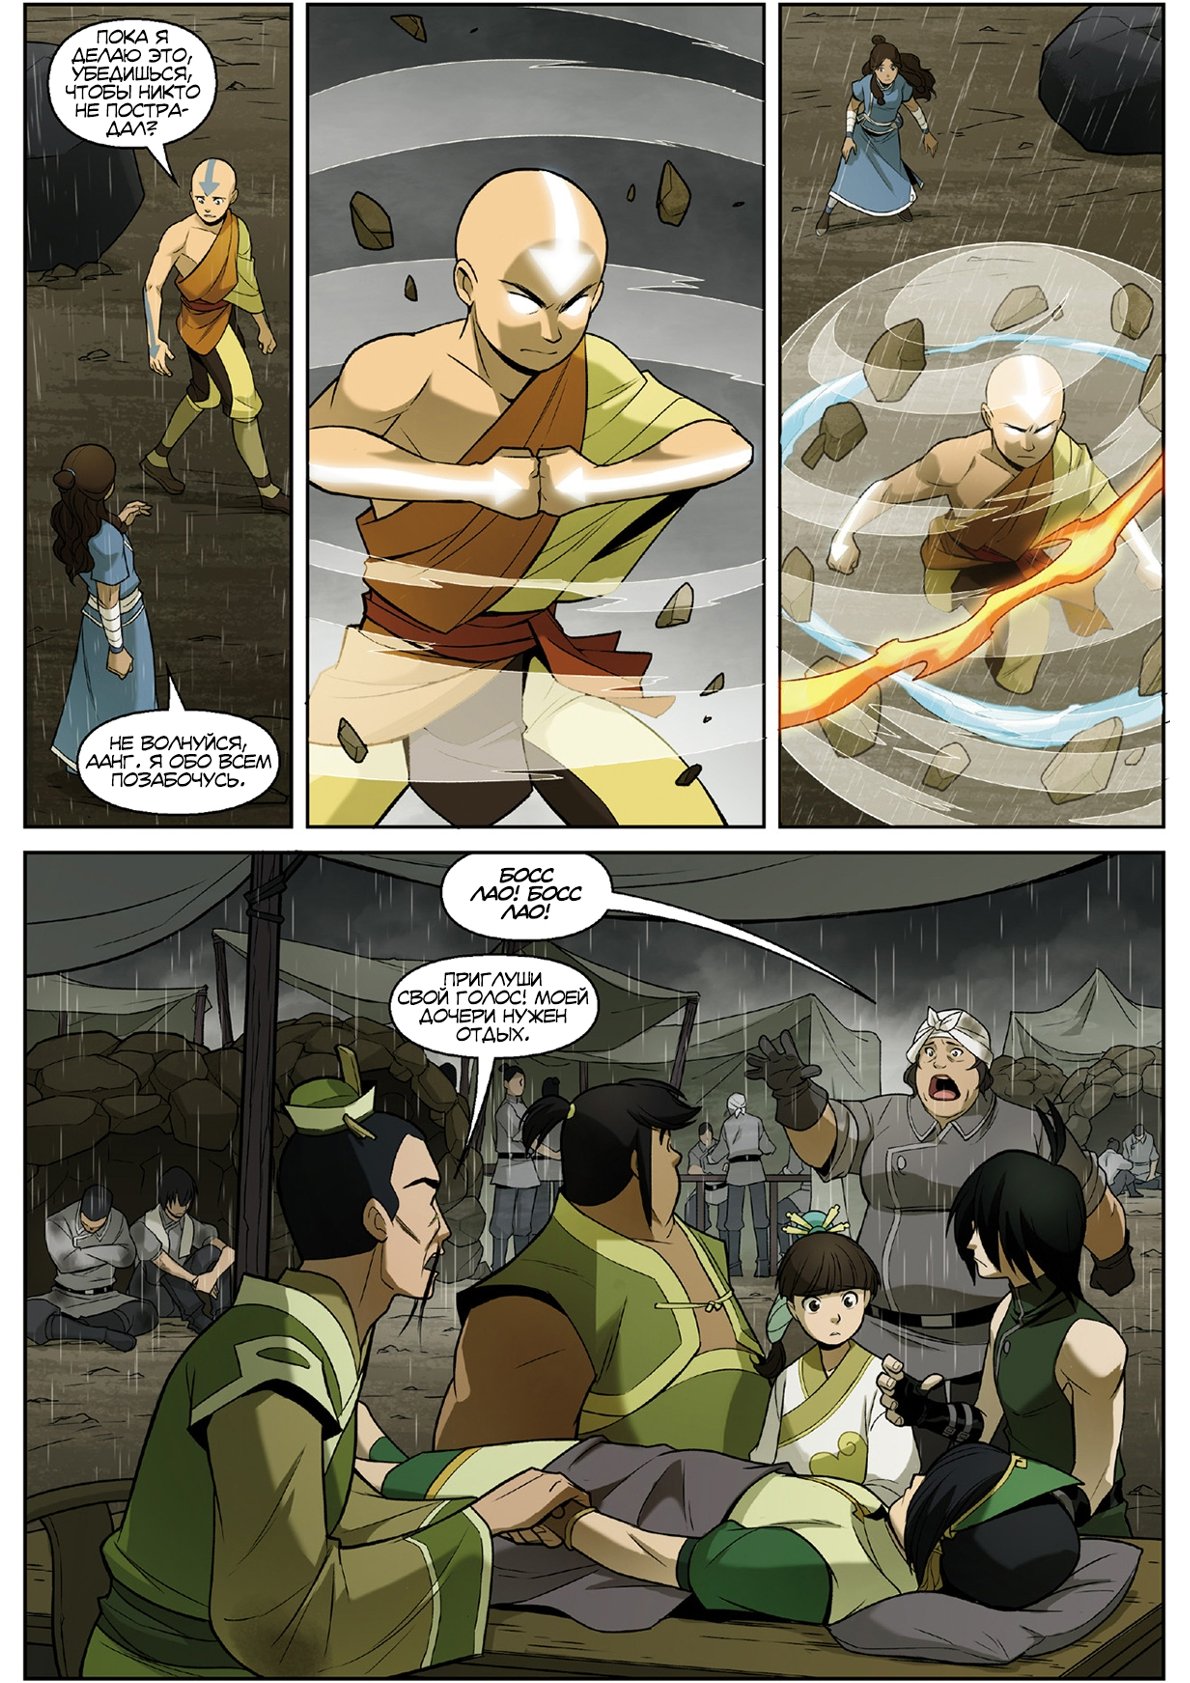 ПОКА Я
ДЕЛАЮ ЭТО,
УБЕДИШЬСЯ,
ЧТОБЫ НИКТО
НЕ ПОСТРА-
ДАЛ?
НЕ ВОЛНУЙСЯ,
ААНГ. Я ОБО ВСЕМ
ПОЗАБОЧУСЬ.
БОСС
ЛАО! БОСС
ЛАО!
ПРИГЛУШИ
СВОЙ ГОЛОС! МОЕЙ
ДОЧЕРИ НУЖЕН
ОТДЫХ.